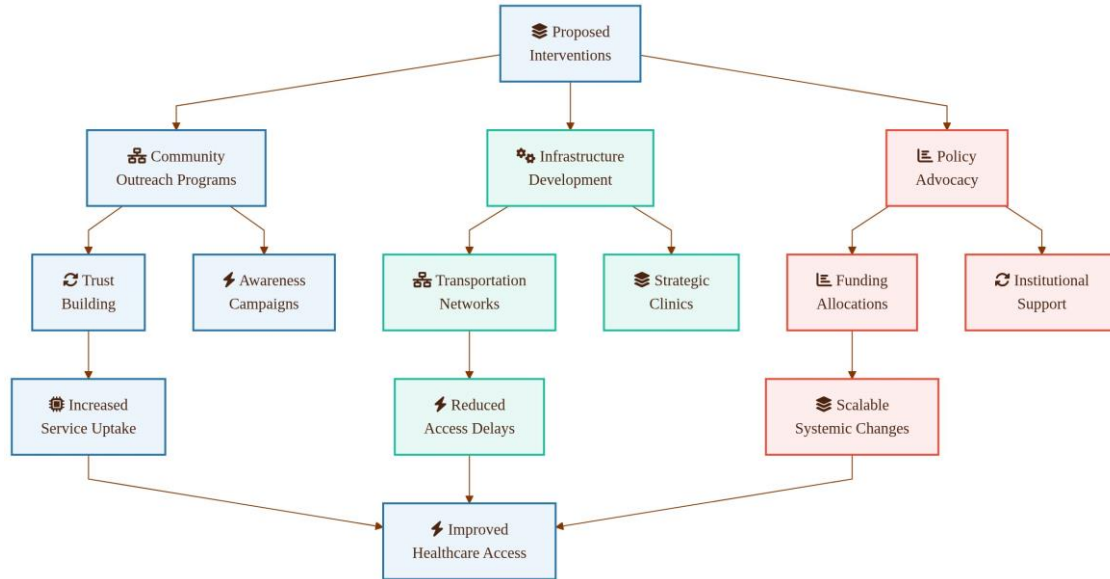 Proposed
Interventions
Community
Outreach Programs
Infrastructure
Development
Policy
Advocacy
Trust
Building
Awareness
Campaigns
Transportation
Networks
Strategic
Clinics
Funding
Allocations
Institutional
Support
Increased
Service Uptake
Reduced
Access Delays
Scalable
Systemic Changes
Improved
Healthcare Access